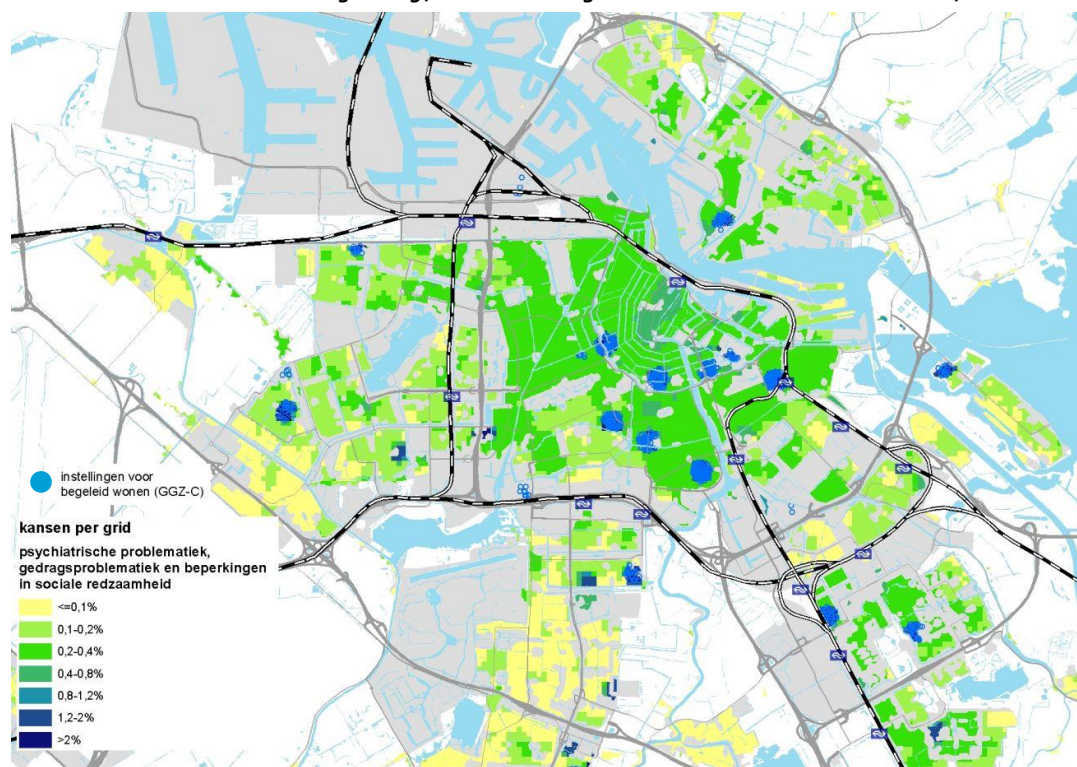 instellingen voor
begeleid wonen (GGZ-C)
kansen per grid
psychiatrische problematiek,
gedragsproblematiek en beperkingen
in sociale redzaamheid
<=0,1%
0,1-0,2%
0,2-0,4%
0,4-0,8%
0,8-1,2%
1,2-2%
>2%